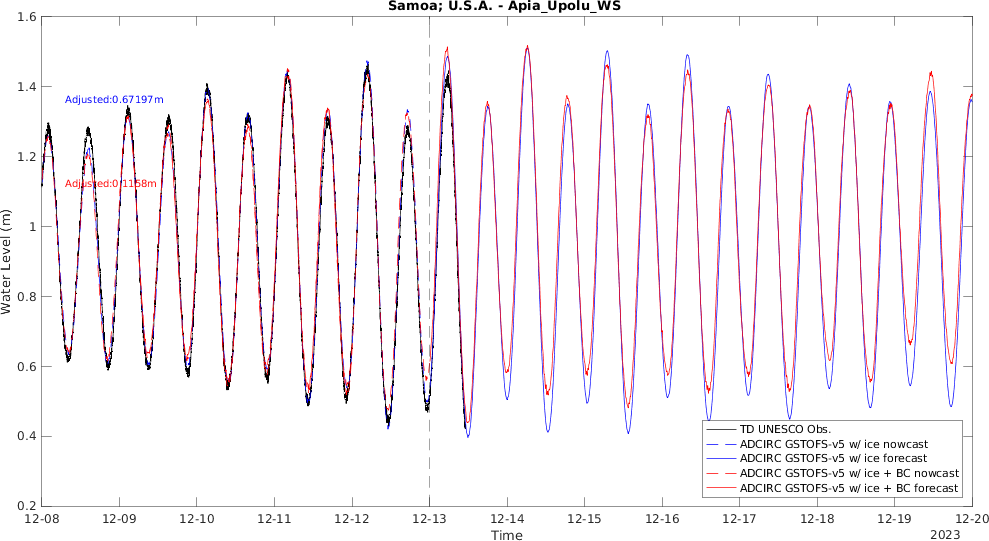 Samoa; U.S.A. - Apia_Upolu_WS
1.6
1.4
1.2
1
0.8
0.6
0.4
0.2
Water Level (m)
Adjusted:0.67197m
Adjusted:0.1158m
TD UNESCO Obs.
ADCIRC GSTOFS-v5 w/ ice nowcast
ADCIRC GSTOFS-v5 w/ ice forecast
ADCIRC GSTOFS-v5 w/ ice + BC nowcast
ADCIRC GSTOFS-v5 w/ ice + BC forecast
12-08 12-09 12-10 12-11 12-12 12-13 12-14 12-15 12-16 12-17 12-18 12-19 12-20
Time
2023